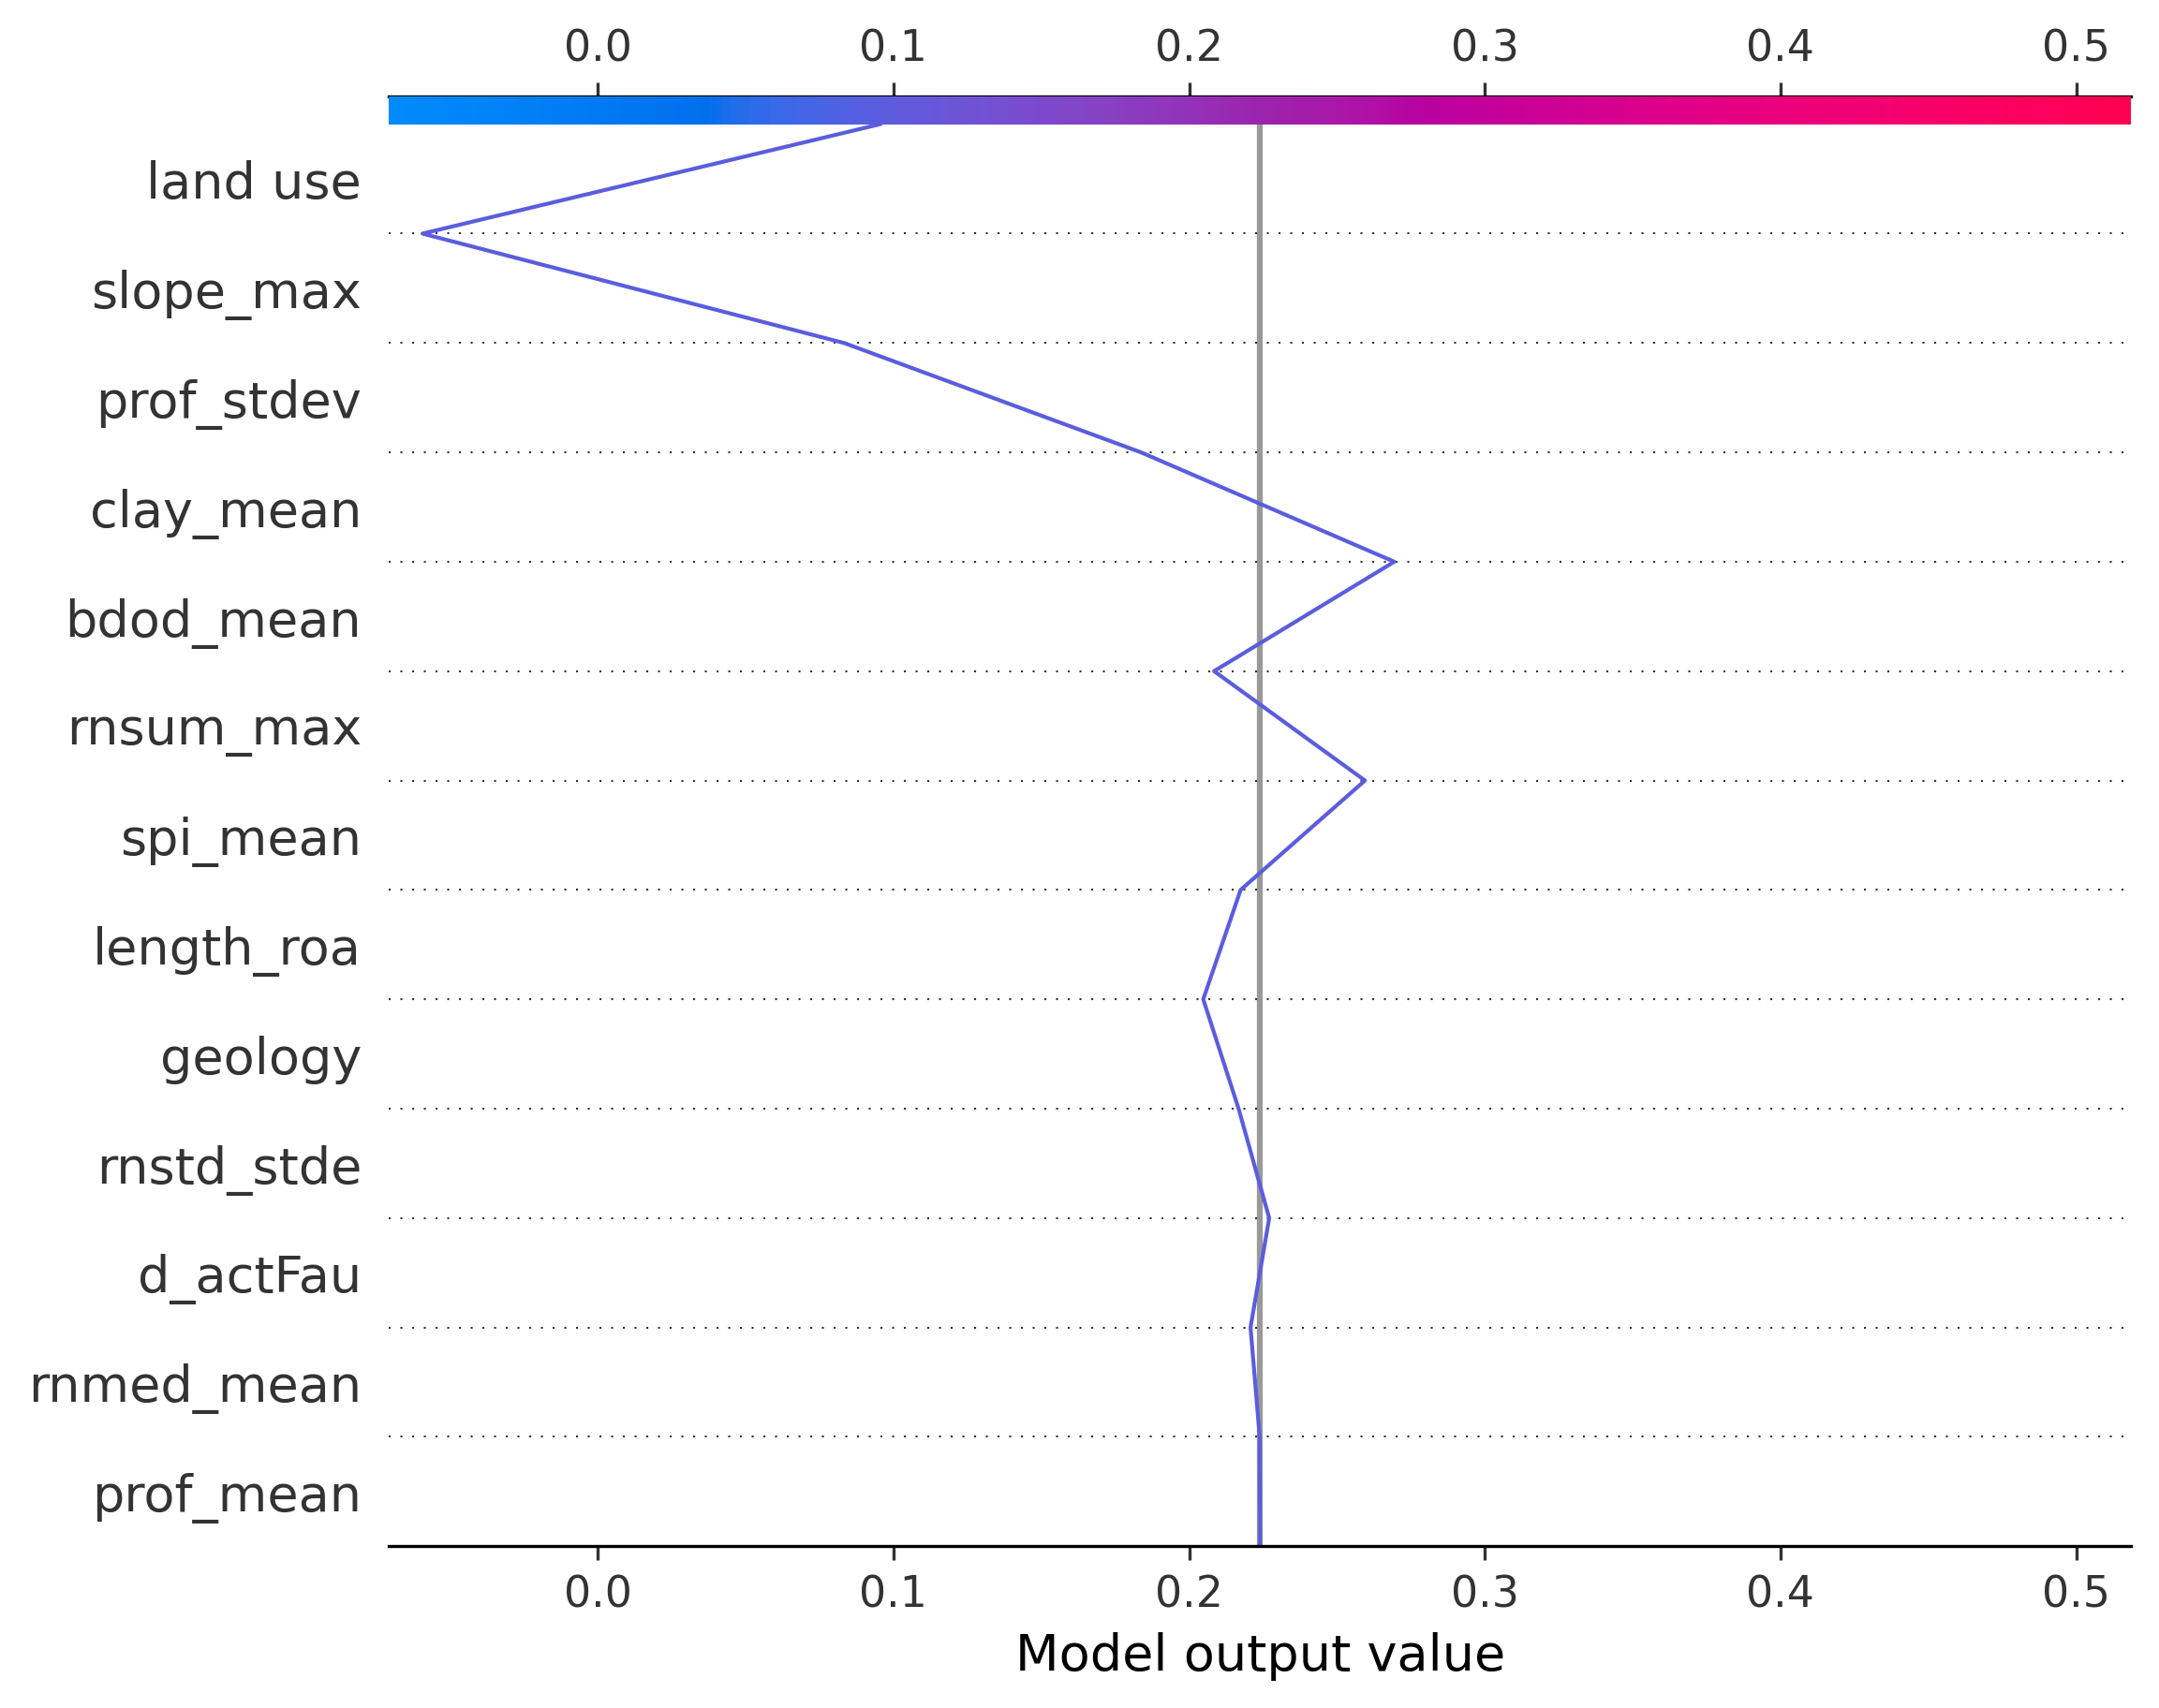 0.0 0.1 0.2 0.3 0.4 0.5
land use
slope_max
prof_stdev
clay_mean
bdod_mean
rnsum_max
spi_mean
length_roa
geology
rnstd_stde
d_actFau
rnmed_mean
prof_mean
0.0 0.1 0.2 0.3 0.4 0.5
Model output value